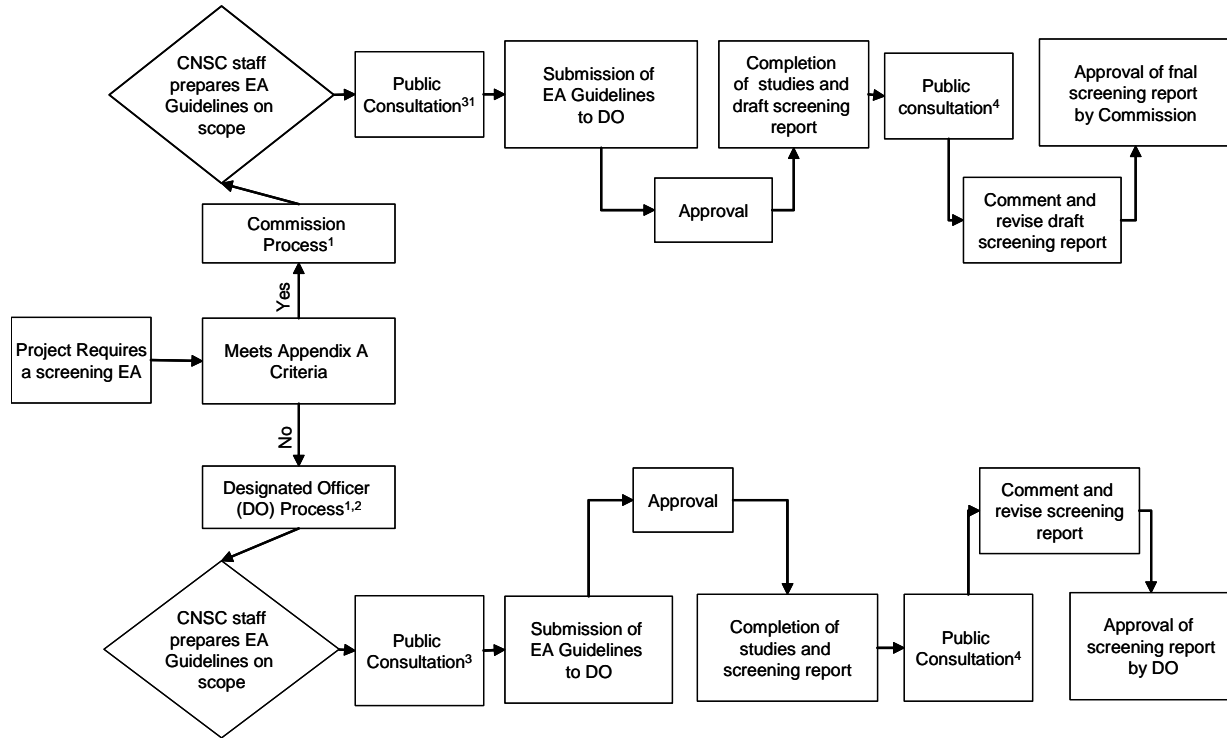 CNSC staff
prepares EA
Guidelines on
scope
Public
Consultation³¹
Submission of
EA Guidelines
to DO
Approval
Completion
of studies and
draft screening
report
Public
consultation⁴
Comment and
revise draft
screening report
Approval of fnal
screening report
by Commission
Commission
Process¹
Yes
Project Requires
a screening EA
Meets Appendix A
Criteria
No
Designated Officer
(DO) Process¹,²
CNSC staff
prepares EA
Guidelines on
scope
Public
Consultation³
Submission of
EA Guidelines
to DO
Approval
Completion of
studies and
screening report
Public
Consultation⁴
Comment and
revise screening
report
Approval of
screening report
by DO